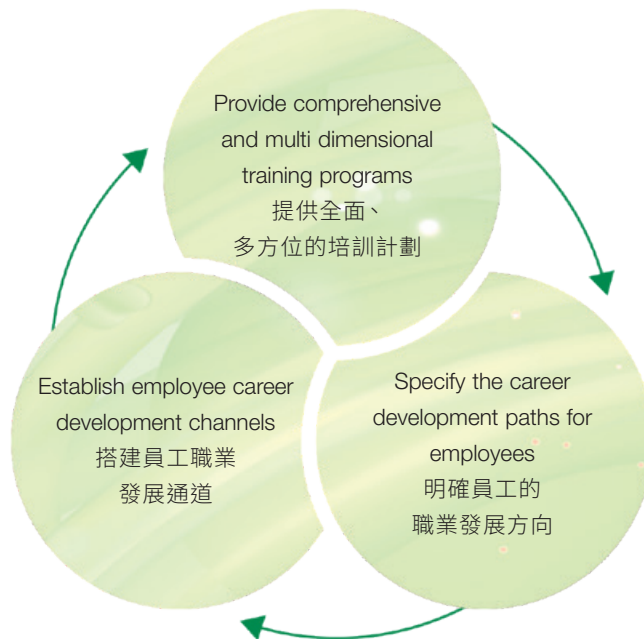 Provide comprehensive
and multi dimensional
training programs
提供全面、
多方位的培訓計劃
Establish employee career
development channels
搭建員工職業
發展通道
Specify the career
development paths for
employees
明確員工的
職業發展方向